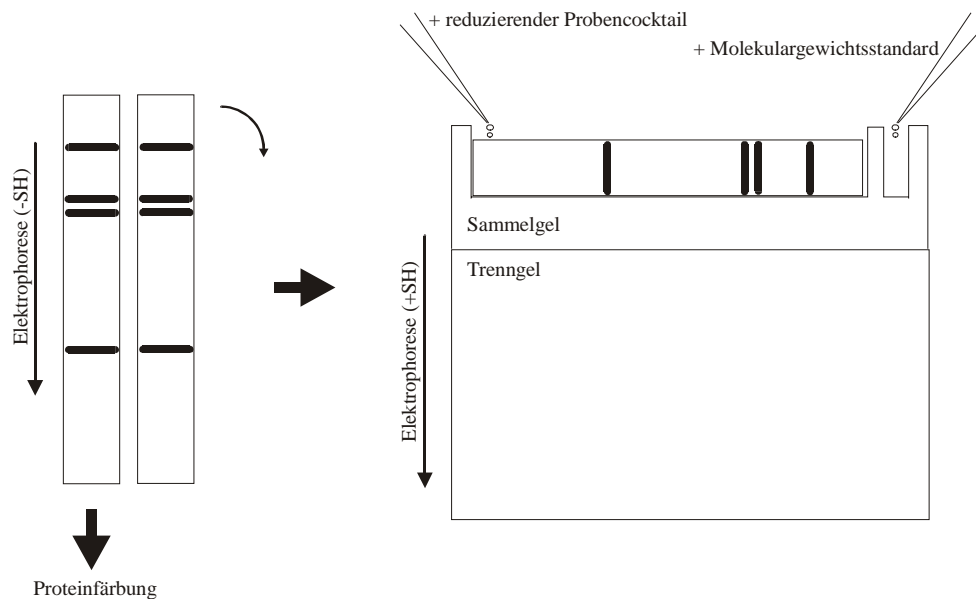 + reduzierender Probencocktail
+ Molekulargewichtsstandard
Elektrophorese (-SH)
Sammelgel
Trenngel
Elektrophorese (+SH)
Proteinfärbung